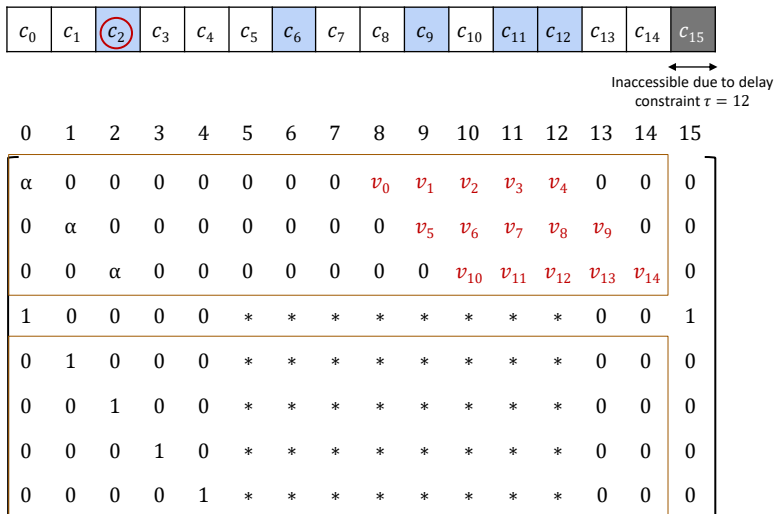 c₀ c₁ c₂ c₃ c₄ c₅ c₆ c₇ c₈ c₉ c₁₀ c₁₁ c₁₂ c₁₃ c₁₄ c₁₅
Inaccessible due to delay
constraint τ = 12
0 1 2 3 4 5 6 7 8 9 10 11 12 13 14 15
α 0 0 0 0 0 0 0 v₀ v₁ v₂ v₃ v₄ 0 0 0
0 α 0 0 0 0 0 0 0 v₅ v₆ v₇ v₈ v₉ 0 0
0 0 α 0 0 0 0 0 0 0 v₁₀ v₁₁ v₁₂ v₁₃ v₁₄ 0
1 0 0 0 0 * * * * * * * * 0 0 1
0 1 0 0 0 * * * * * * * * 0 0 0
0 0 1 0 0 * * * * * * * * 0 0 0
0 0 0 1 0 * * * * * * * * 0 0 0
0 0 0 0 1 * * * * * * * * 0 0 0